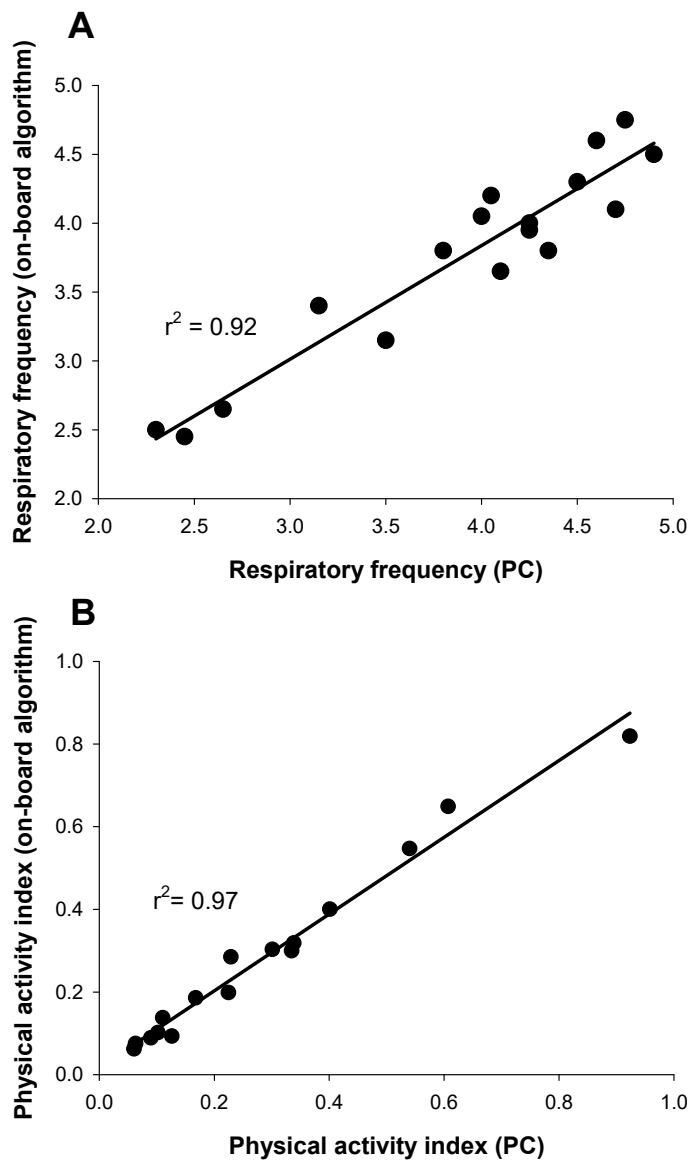 A
Respiratory frequency (on-board algorithm)
5.0
4.5
4.0
3.5
3.0
2.5
2.0
r² = 0.92
2.0 2.5 3.0 3.5 4.0 4.5 5.0
Respiratory frequency (PC)
B
Physical activity index (on-board algorithm)
1.0
0.8
0.6
0.4
0.2
0.0
r²= 0.97
0.0 0.2 0.4 0.6 0.8 1.0
Physical activity index (PC)